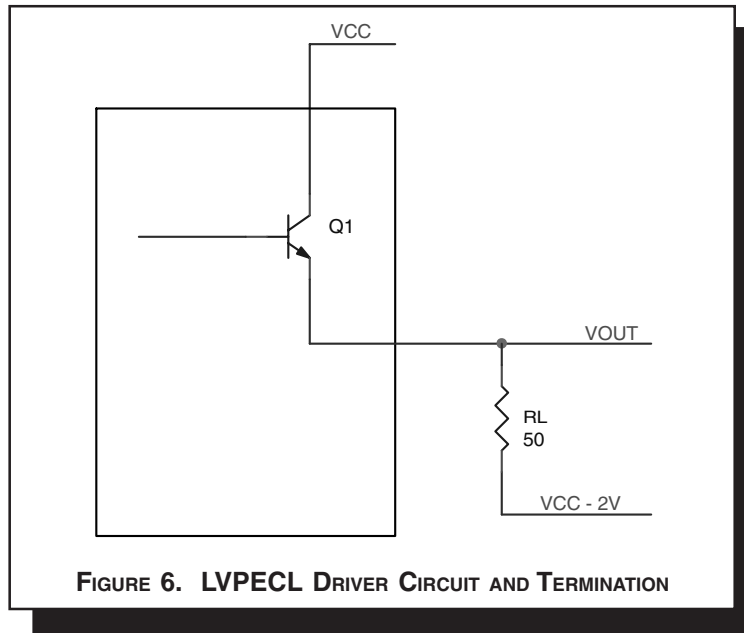 VCC
Q1
VOUT
RL
50
VCC - 2V
FIGURE 6. LVPECL DRIVER CIRCUIT AND TERMINATION